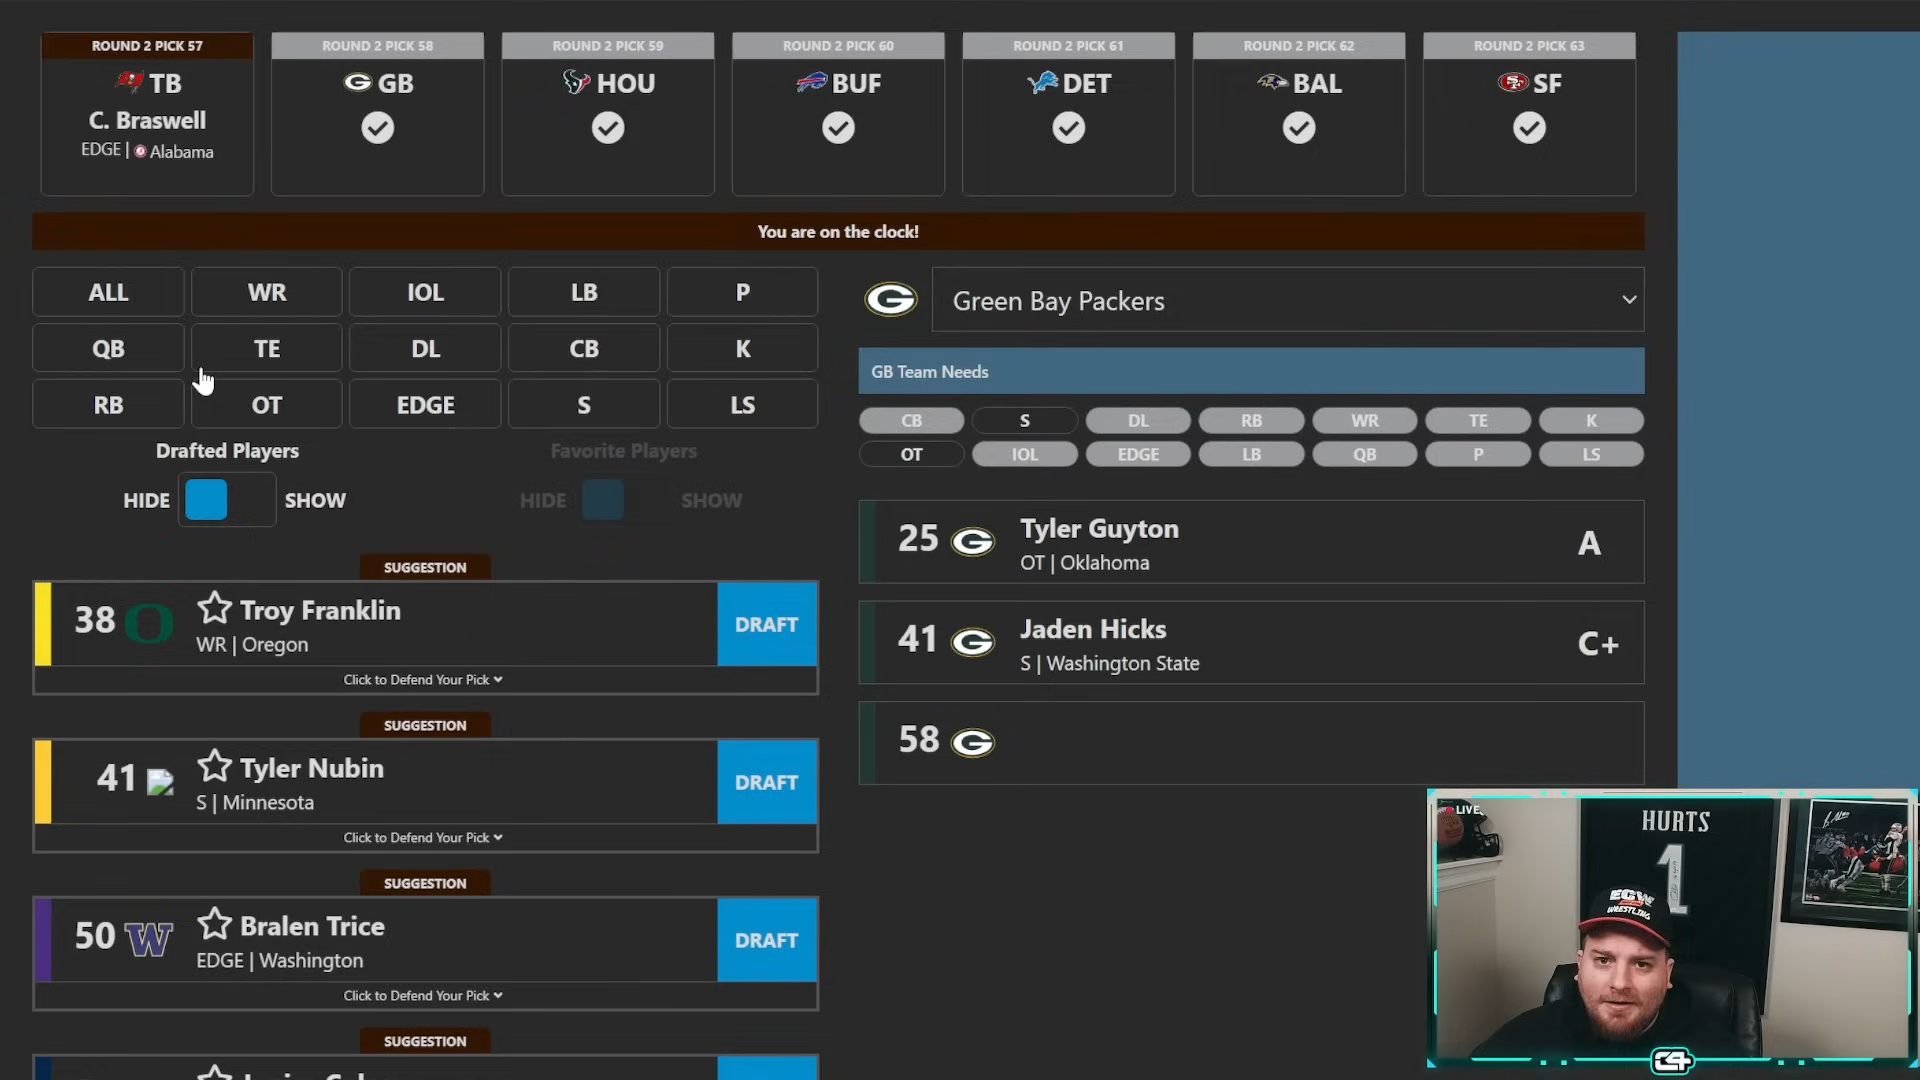 ROUND 2 PICK 57
TB
C. Braswell
EDGE | Alabama
ROUND 2 PICK 58
GB
ROUND 2 PICK 59
HOU
ROUND 2 PICK 60
BUF
ROUND 2 PICK 61
DET
ROUND 2 PICK 62
BAL
ROUND 2 PICK 63
SF
You are on the clock!
ALL WR IOL LB P
QB TE DL CB K
RB OT EDGE S LS
Drafted Players
HIDE SHOW
Favorite Players
HIDE SHOW
SUGGESTION
38 Troy Franklin
WR | Oregon
DRAFT
Click to Defend Your Pick
SUGGESTION
41 Tyler Nubin
S | Minnesota
DRAFT
Click to Defend Your Pick
SUGGESTION
50 W Bralen Trice
EDGE | Washington
DRAFT
Click to Defend Your Pick
SUGGESTION
G Green Bay Packers
GB Team Needs
CB S DL RB WR TE K
OT IOL EDGE LB QB P LS
25 G Tyler Guyton
OT | Oklahoma
A
41 G Jaden Hicks
S | Washington State
C+
58 G
LIVE
HURTS
1
EGW
WRESTLING